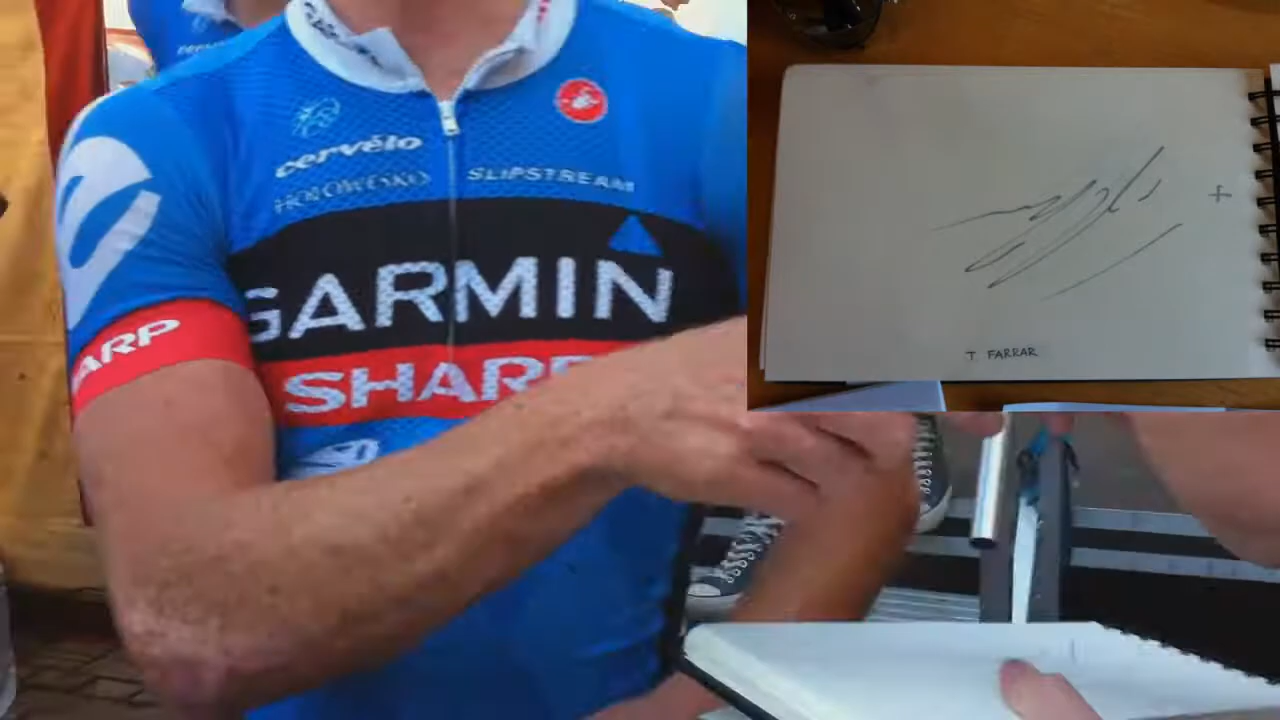 cervélo
HOLOWESKO
SLIPSTREAM
GARMIN
SHARP
ARP
T FARRAR